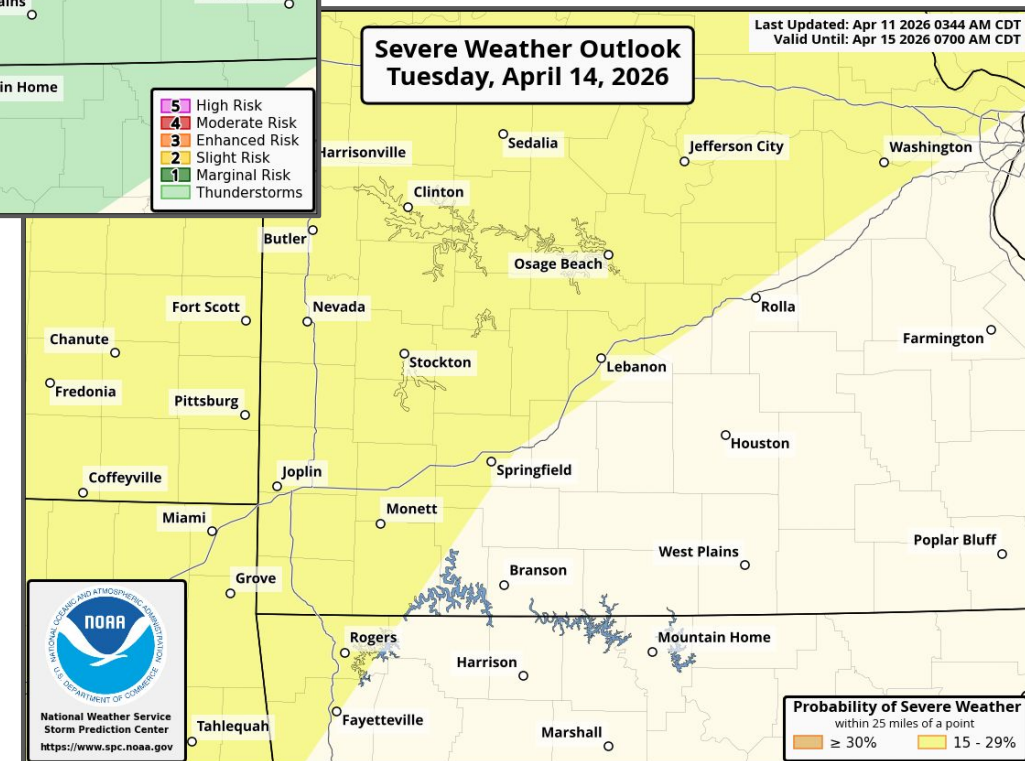 in Home
5 High Risk
4 Moderate Risk
3 Enhanced Risk
2 Slight Risk
1 Marginal Risk
Thunderstorms
Severe Weather Outlook
Tuesday, April 14, 2026
Last Updated: Apr 11 2026 0344 AM CDT
Valid Until: Apr 15 2026 0700 AM CDT
Harrisonville
Sedalia
Jefferson City
Washington
Clinton
Butler
Osage Beach
Fort Scott
Nevada
Rolla
Chanute
Farmington
Stockton
Lebanon
Fredonia
Pittsburg
Houston
Coffeyville
Joplin
Springfield
Miami
Monett
Poplar Bluff
West Plains
Grove
Branson
Rogers
Mountain Home
Harrison
Fayetteville
Tahlequah
Marshall
NATIONAL OCEANIC AND ATMOSPHERIC ADMINISTRATION
NOAA
U.S. DEPARTMENT OF COMMERCE
National Weather Service
Storm Prediction Center
https://www.spc.noaa.gov
Probability of Severe Weather
within 25 miles of a point
≥ 30% 15 - 29%